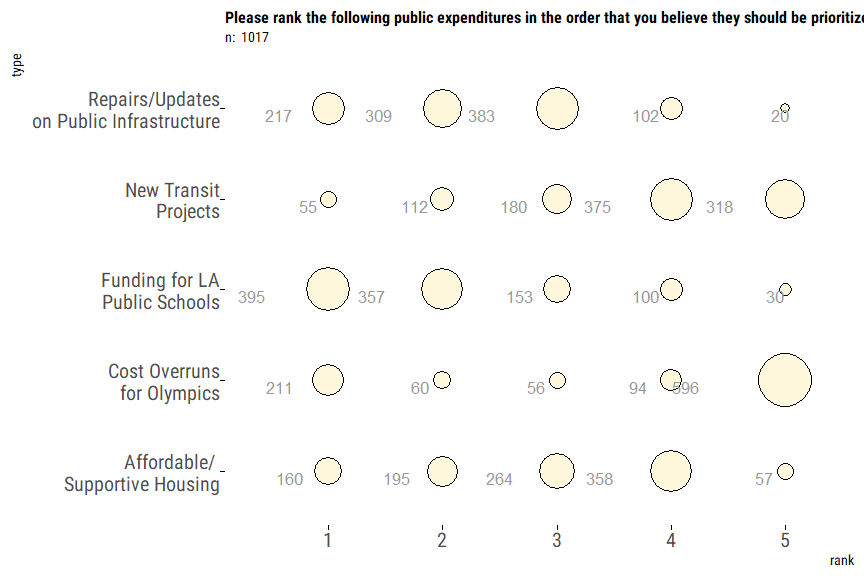 Please rank the following public expenditures in the order that you believe they should be prioritize
n: 1017
type
Repairs/Updates
on Public Infrastructure
217 309 383 102 20
New Transit
Projects
55 112 180 375 318
Funding for LA
Public Schools
395 357 153 100 30
Cost Overruns
for Olympics
211 60 56 94 596
Affordable/
Supportive Housing
160 195 264 358 57
1 2 3 4 5
rank